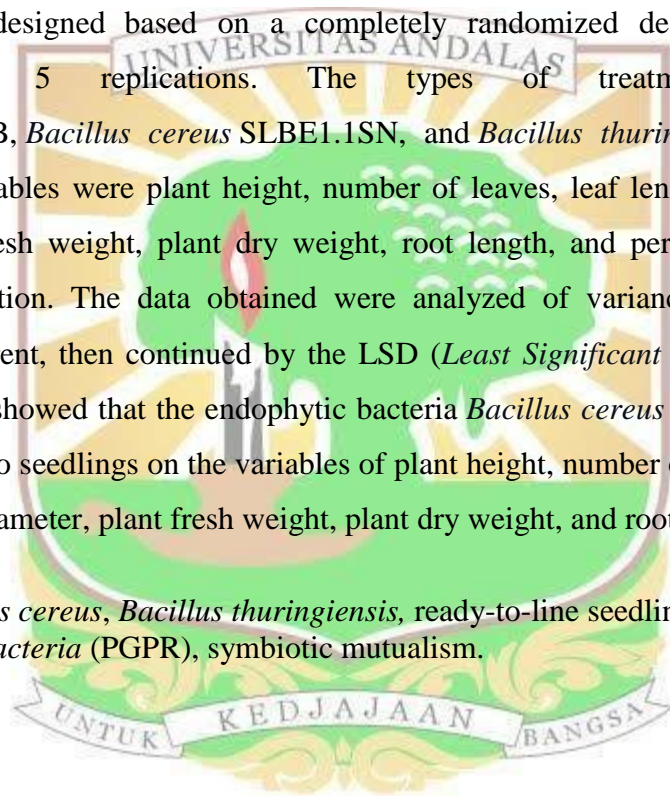 designed based on a completely randomized de
UNIVERSITAS ANDALAS
5 replications. The types of treatm
B, Bacillus cereus SLBE1.1SN, and Bacillus thurin
ables were plant height, number of leaves, leaf len
esh weight, plant dry weight, root length, and per
tion. The data obtained were analyzed of varianc
ent, then continued by the LSD (Least Significant
showed that the endophytic bacteria Bacillus cereus
o seedlings on the variables of plant height, number
ameter, plant fresh weight, plant dry weight, and root
s cereus, Bacillus thuringiensis, ready-to-line seedlin
acteria (PGPR), symbiotic mutualism.
UNTUK KEDJAJAAN BANGSA